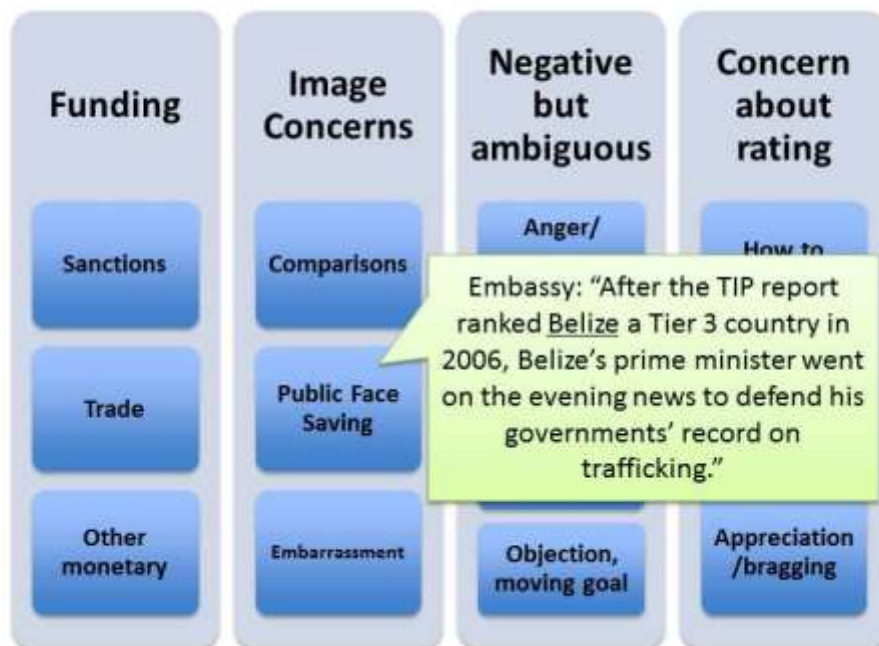 Funding
Sanctions
Trade
Other
monetary
Image
Concerns
Comparisons
Public Face
Saving
Embarrassment
Negative
but
ambiguous
Anger/
Objection,
moving goal
Concern
about
rating
How to
Appreciation
/bragging
Embassy: “After the TIP report
ranked Belize a Tier 3 country in
2006, Belize’s prime minister went
on the evening news to defend his
governments’ record on
trafficking.”